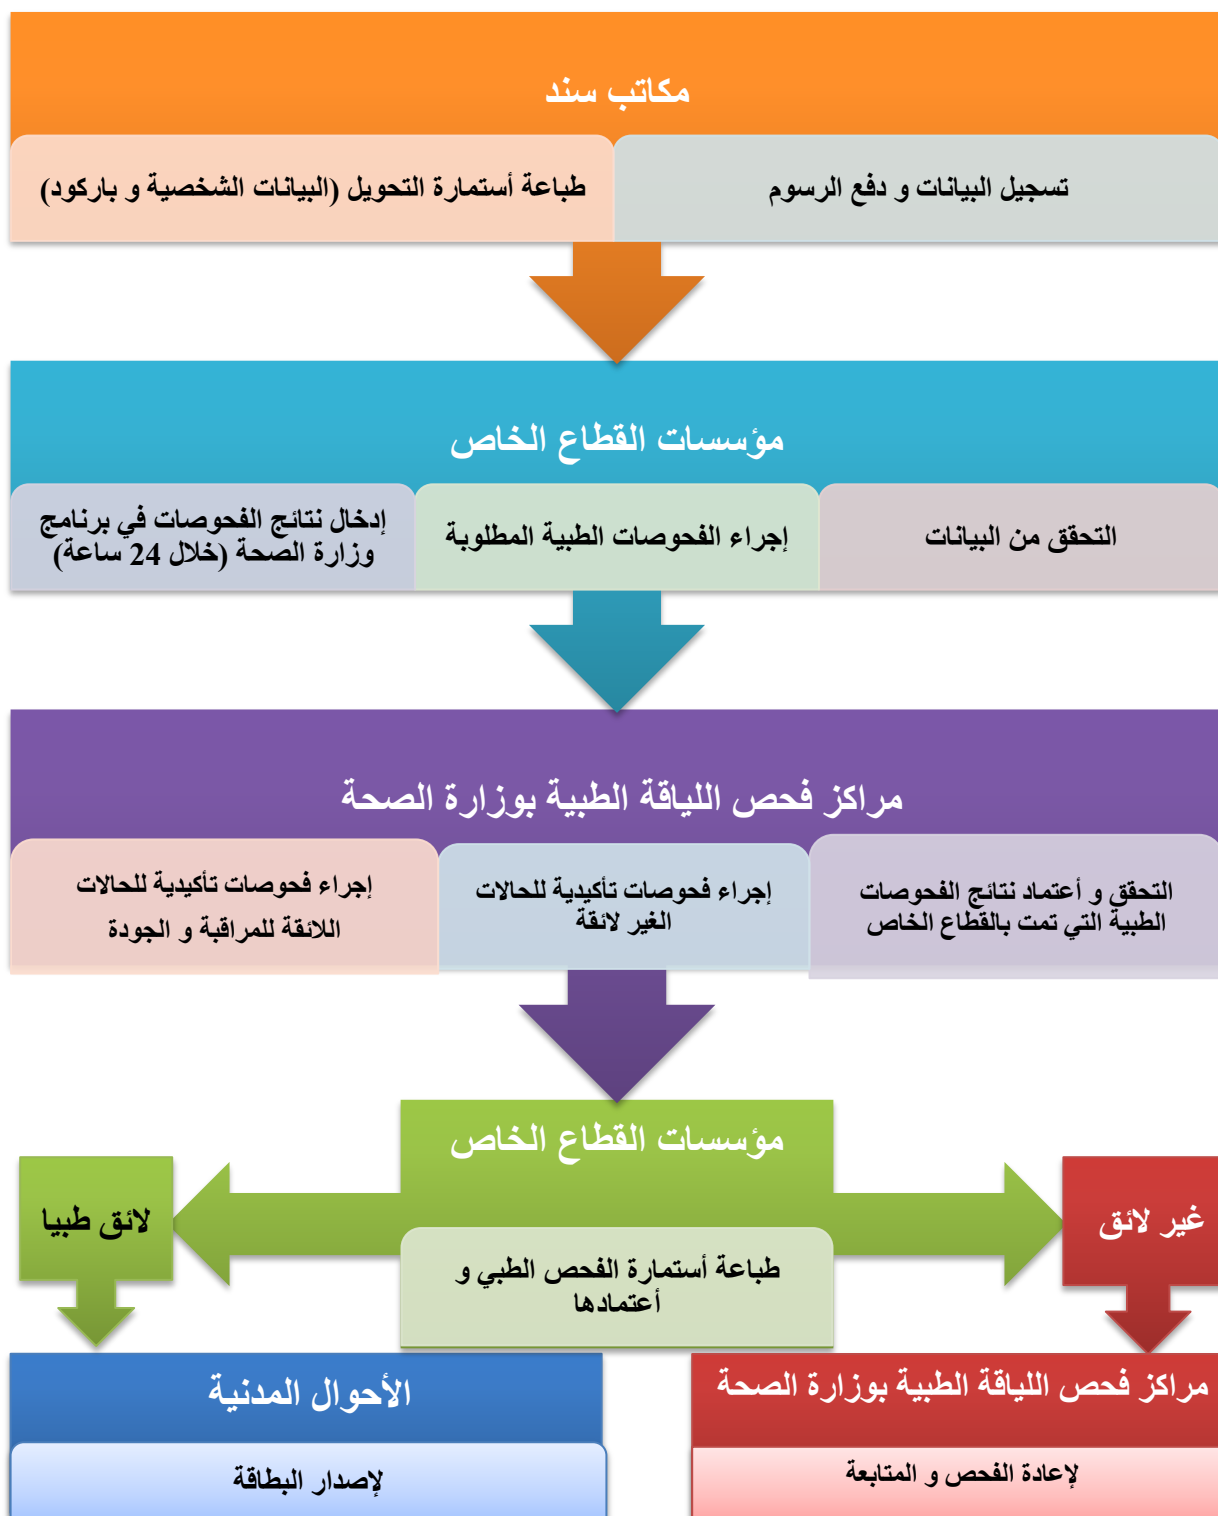 مكاتب سند
تسجيل البيانات و دفع الرسوم
طباعة أستمارة التحويل (البيانات الشخصية و باركود)
مؤسسات القطاع الخاص
التحقق من البيانات
إجراء الفحوصات الطبية المطلوبة
إدخال نتائج الفحوصات في برنامج
وزارة الصحة (خلال 24 ساعة)
مراكز فحص اللياقة الطبية بوزارة الصحة
التحقق و أعتماد نتائج الفحوصات
الطبية التي تمت بالقطاع الخاص
إجراء فحوصات تأكيدية للحالات
الغير لائقة
إجراء فحوصات تأكيدية للحالات
اللائقة للمراقبة و الجودة
مؤسسات القطاع الخاص
طباعة أستمارة الفحص الطبي و
أعتمادها
غير لائق
لائق طبيا
مراكز فحص اللياقة الطبية بوزارة الصحة
لإعادة الفحص و المتابعة
الأحوال المدنية
لإصدار البطاقة